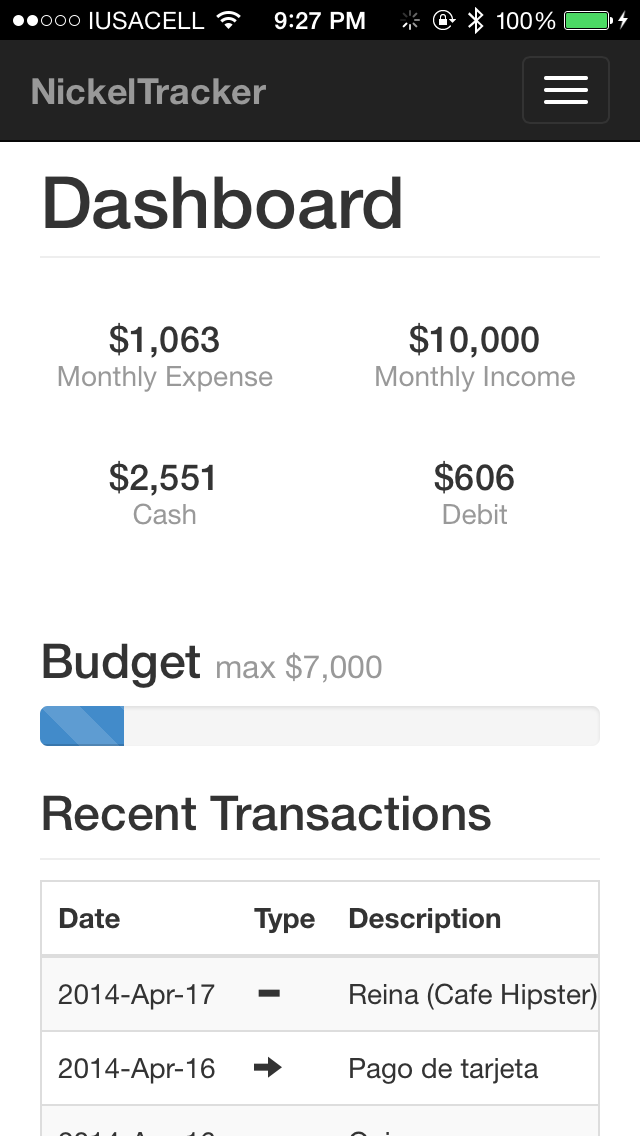 IUSACELL 9:27 PM 100%
NickelTracker
Dashboard
$1,063 $10,000
Monthly Expense Monthly Income
$2,551 $606
Cash Debit
Budget max $7,000
Recent Transactions
Date Type Description
2014-Apr-17 Reina (Cafe Hipster)
2014-Apr-16 Pago de tarjeta